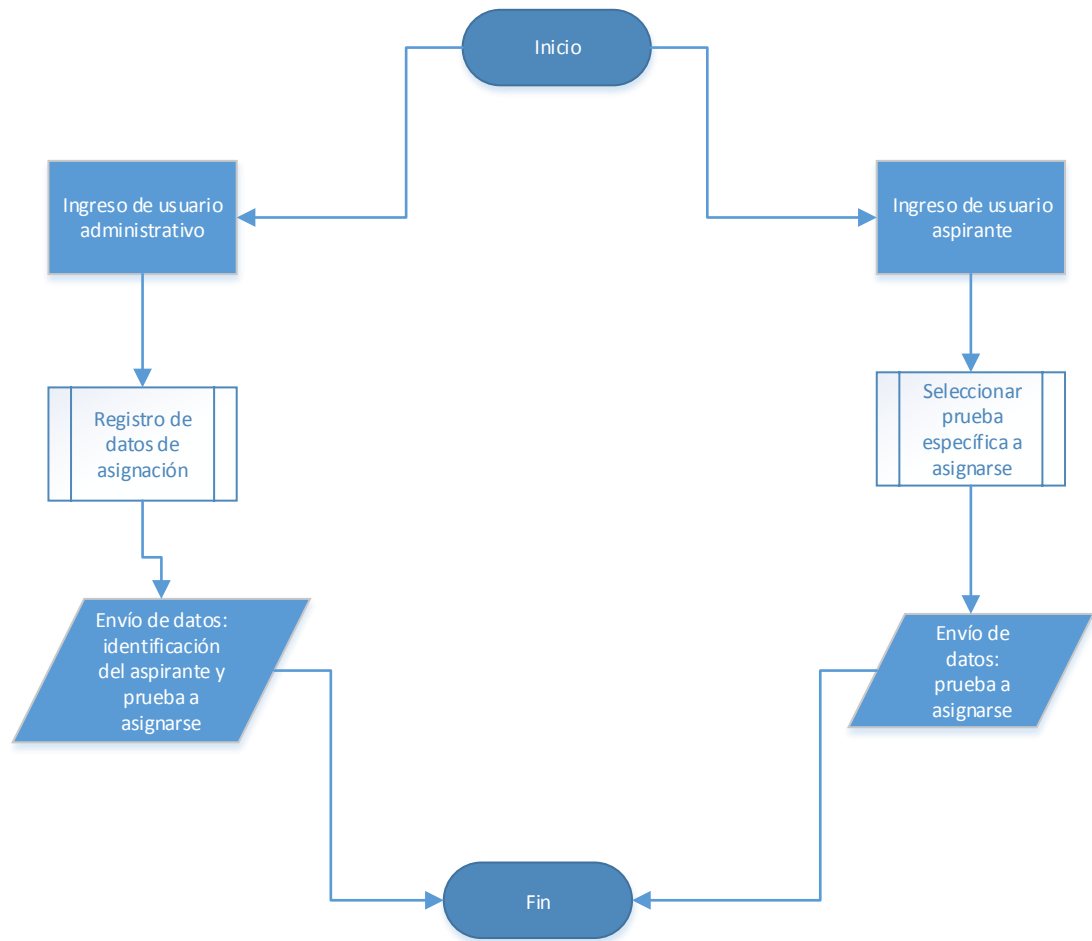 Inicio
Ingreso de usuario
administrativo
Ingreso de usuario
aspirante
Registro de
datos de
asignación
Seleccionar
prueba
específica a
asignarse
Envío de datos:
identificación
del aspirante y
prueba a
asignarse
Envío de
datos:
prueba a
asignarse
Fin